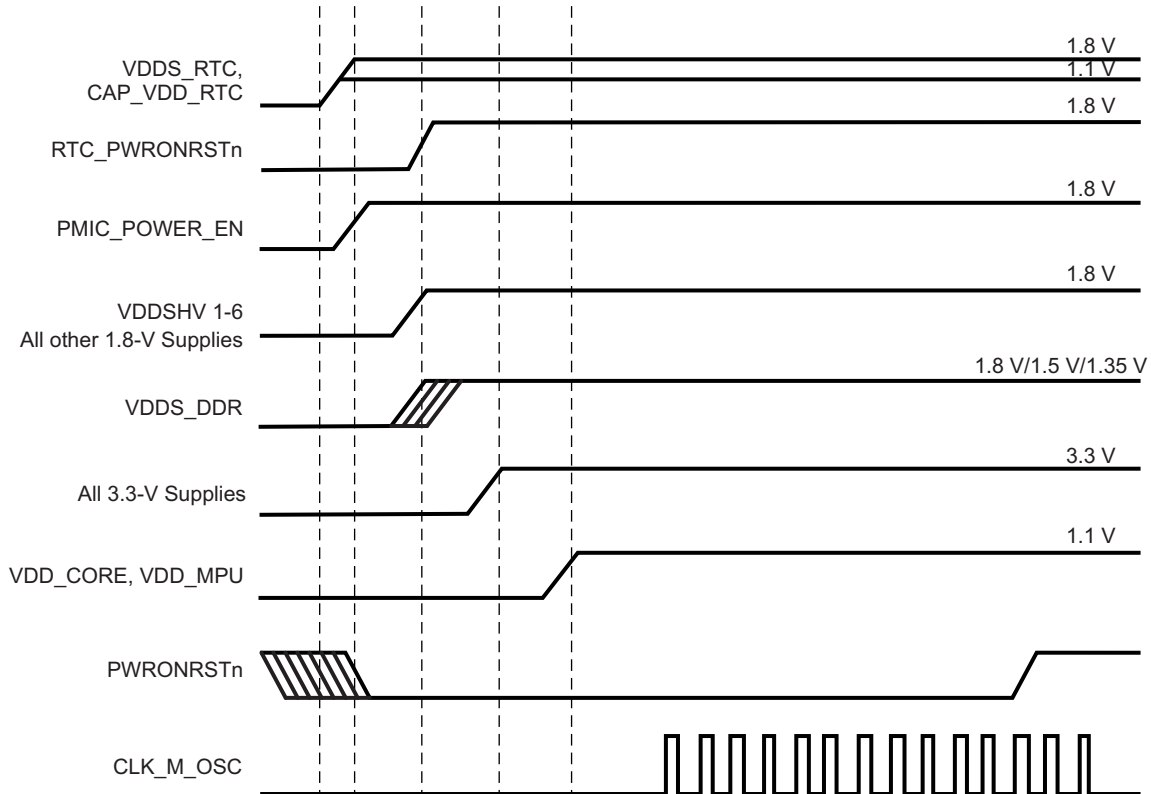 1.8 V
VDDS_RTC,
1.1 V
CAP_VDD_RTC
1.8 V
RTC_PWRONRSTn
1.8 V
PMIC_POWER_EN
1.8 V
VDDSHV 1-6
All other 1.8-V Supplies
1.8 V/1.5 V/1.35 V
VDDS_DDR
3.3 V
All 3.3-V Supplies
1.1 V
VDD_CORE, VDD_MPU
PWRONRSTn
CLK_M_OSC